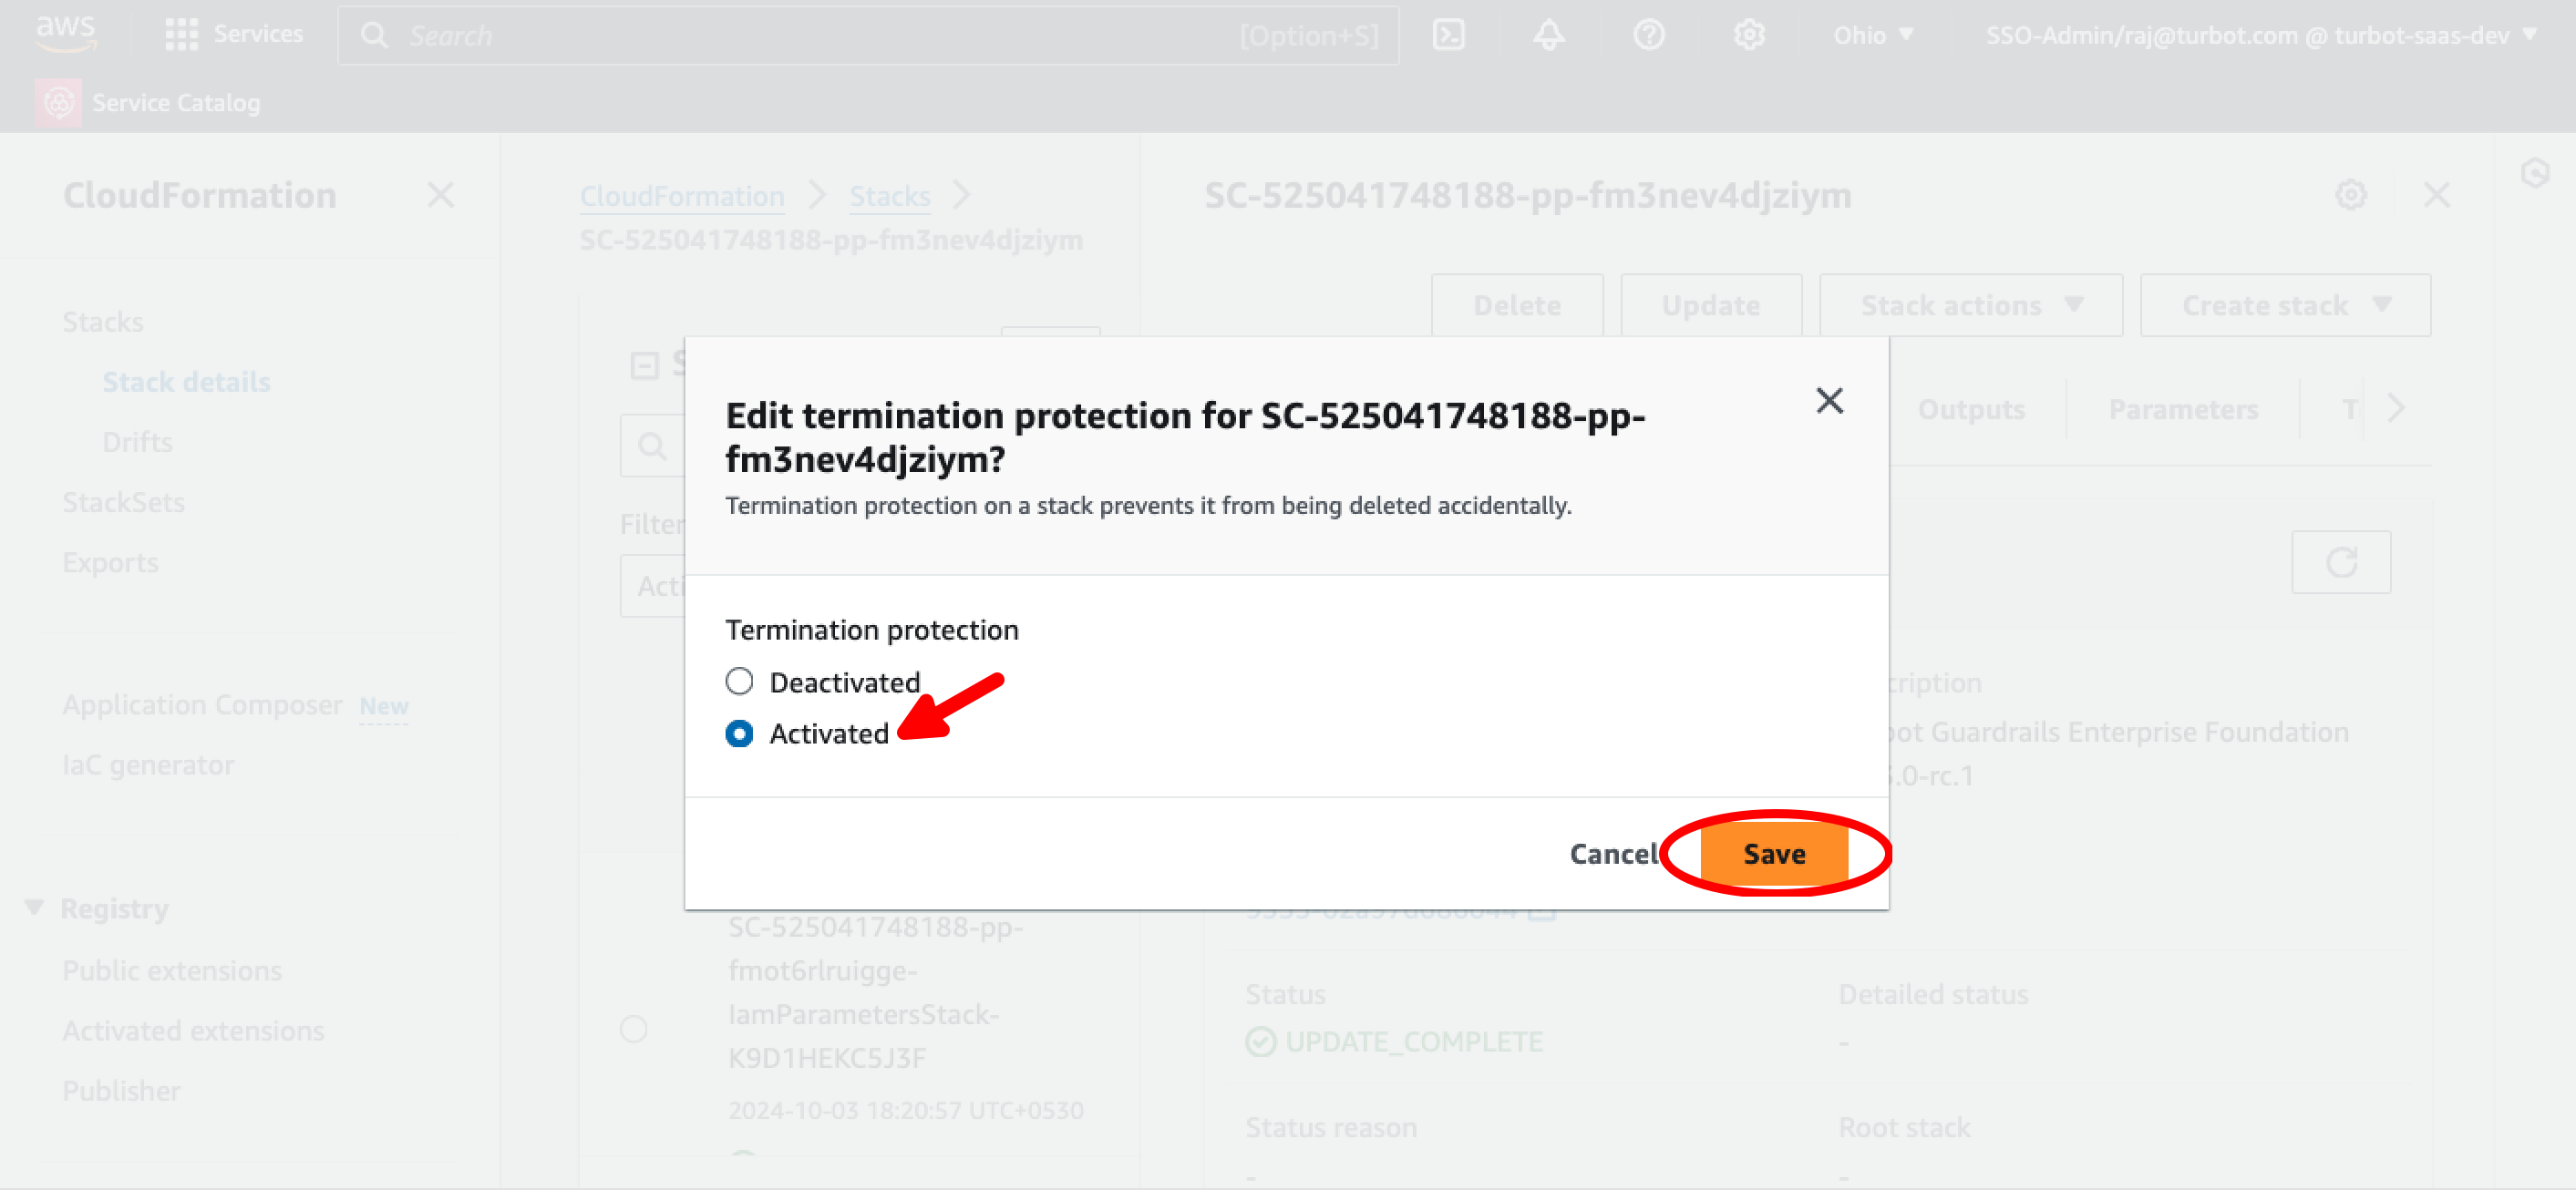 aws
Services
Search
[Option+S]
Ohio
SSO-Admin/raj@turbot.com @ turbot-saas-dev
Service Catalog
CloudFormation
Stacks
Stack details
Drifts
StackSets
Exports
Application Composer New
IaC generator
Registry
Public extensions
Activated extensions
Publisher
CloudFormation
Stacks
SC-525041748188-pp-fm3nev4djziym
S
Filter
Acti
SC-525041748188-pp-
fmot6rlruigge-
IamParametersStack-
K9D1HEKC5J3F
2024-10-03 18:20:57 UTC+0530
SC-525041748188-pp-fm3nev4djziym
Delete
Update
Stack actions
Create stack
Outputs
Parameters
T
cription
bot Guardrails Enterprise Foundation
.0-rc.1
Status
UPDATE_COMPLETE
Detailed status
-
Status reason
-
Root stack
-
Edit termination protection for SC-525041748188-pp-
fm3nev4djziym?
Termination protection on a stack prevents it from being deleted accidentally.
Termination protection
Deactivated
Activated
Cancel
Save